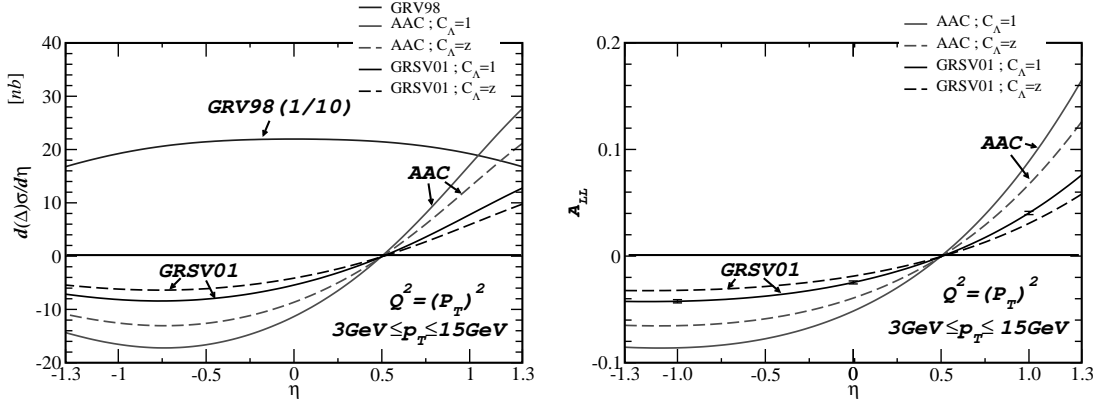 GRV98
AAC ; C_Λ=1
AAC ; C_Λ=z
GRSV01 ; C_Λ=1
GRSV01 ; C_Λ=z
[nb]
d(Δ)σ/dη
40
30
20
10
0
-10
-20
GRV98(1/10)
AAC
GRSV01
Q²=(P_T)²
3GeV ≤p_T≤15GeV
-1.3 -1 -0.5 0 0.5 1 1.3
η
AAC ; C_Λ=1
AAC ; C_Λ=z
GRSV01 ; C_Λ=1
GRSV01 ; C_Λ=z
A_LL
0.2
0.1
0
-0.1
AAC
GRSV01
Q²=(P_T)²
3GeV ≤p_T≤ 15GeV
-1.3 -1.0 -0.5 0 0.5 1.0 1.3
η